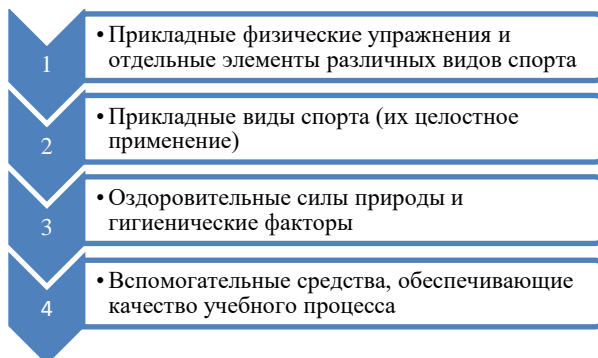 1
• Прикладные физические упражнения и
отдельные элементы различных видов спорта
2
• Прикладные виды спорта (их целостное
применение)
3
• Оздоровительные силы природы и
гигиенические факторы
4
• Вспомогательные средства, обеспечивающие
качество учебного процесса